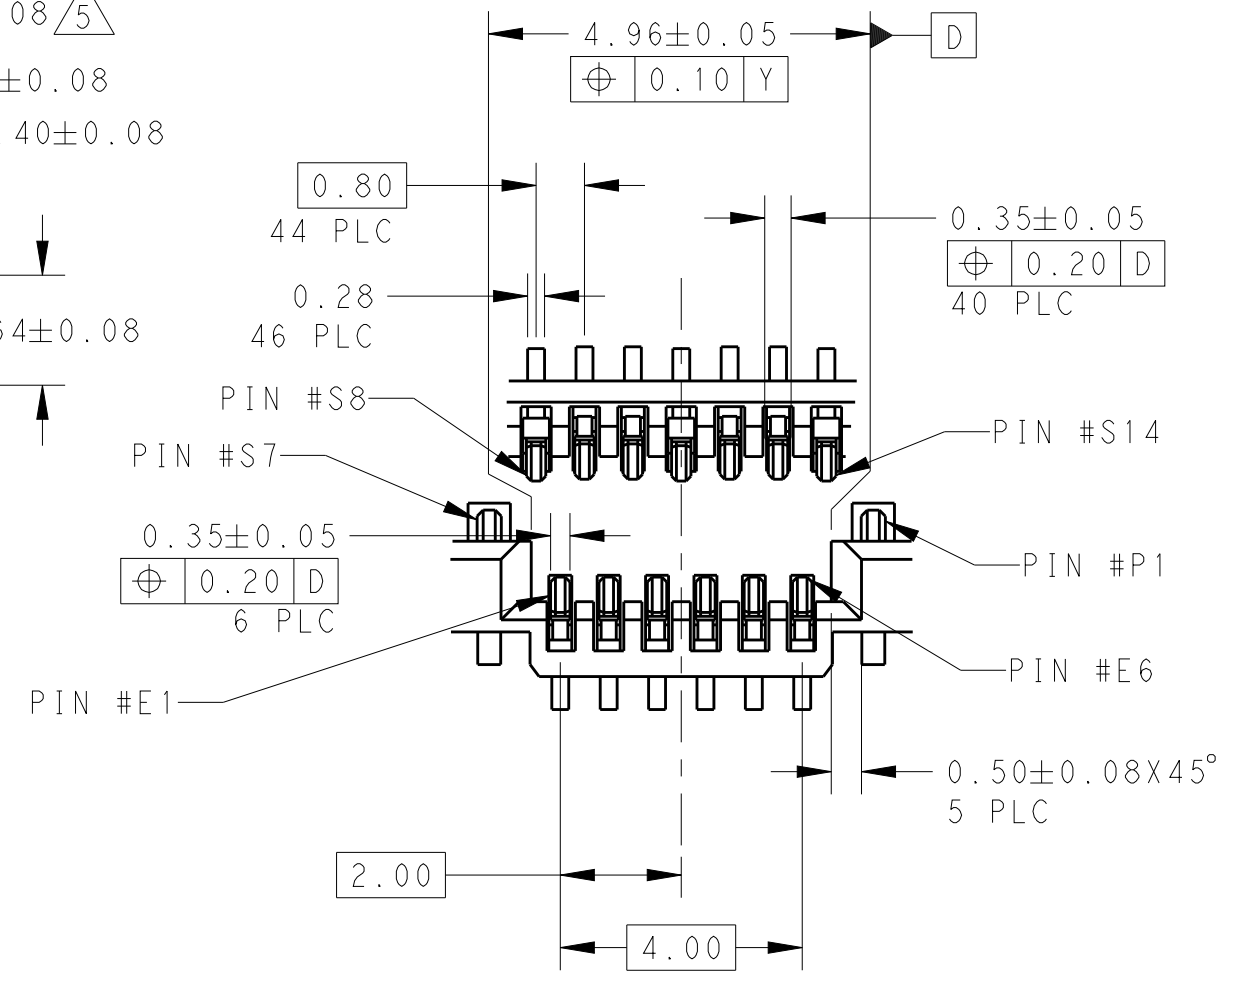 .08 5
4.96±0.05
D
±0.08
⌖ 0.10 Y
40±0.08
0.80
44 PLC
0.35±0.05
⌖ 0.20 D
40 PLC
0.28
46 PLC
64±0.08
PIN #S8
PIN #S14
PIN #S7
0.35±0.05
⌖ 0.20 D
6 PLC
PIN #P1
PIN #E6
PIN #E1
0.50±0.08X45°
5 PLC
2.00
4.00